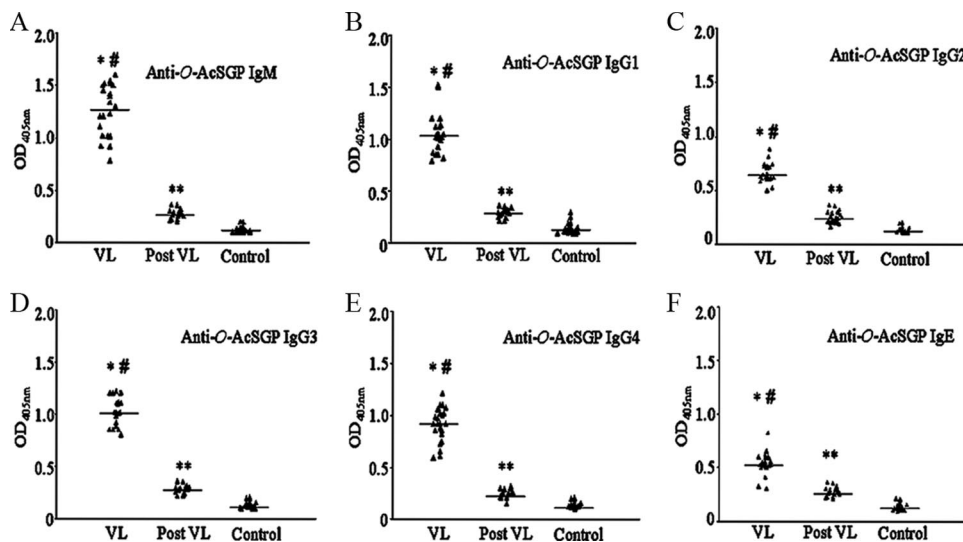 A
2.0
* #
Anti-O-AcSGP IgM
1.5
OD405nm
1.0
0.5
**
0
VL Post VL Control
B
2.0
Anti-O-AcSGP IgG1
* #
1.5
OD405nm
1.0
0.5
**
0
VL Post VL Control
C
2.0
Anti-O-AcSGP IgG2
1.5
OD405nm
1.0
* #
0.5
**
0
VL Post VL Control
D
2.0
Anti-O-AcSGP IgG3
1.5
* #
OD405nm
1.0
0.5
**
0
VL Post VL Control
E
2.0
Anti-O-AcSGP IgG4
1.5
* #
OD405nm
1.0
0.5
**
0
VL Post VL Control
F
2.0
Anti-O-AcSGP IgE
1.5
* #
OD405nm
1.0
**
0.5
0
VL Post VL Control